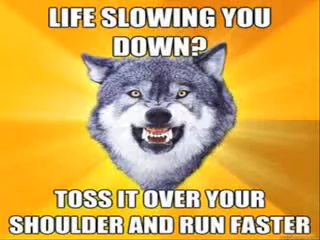 LIFE SLOWING YOU
DOWN?
TOSS IT OVER YOUR
SHOULDER AND RUN FASTER